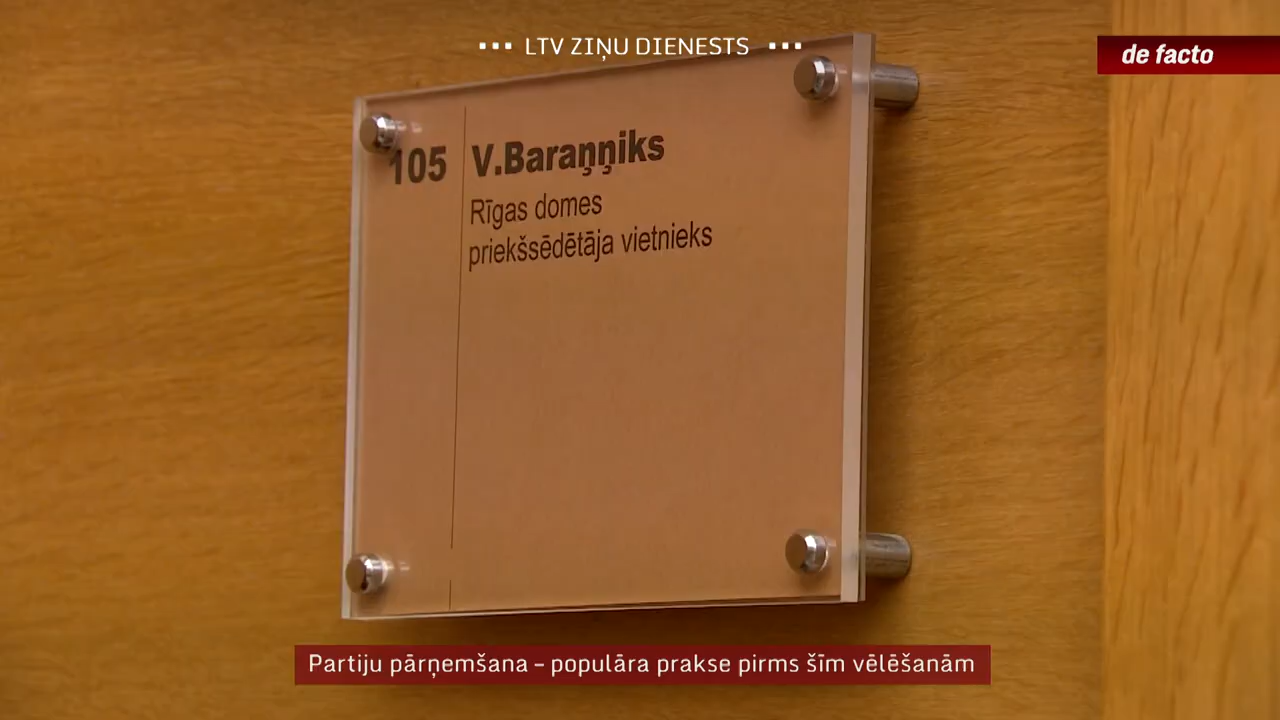 ··· LTV ZIŅU DIENESTS ···
de facto
105 V.Baraņņiks
Rīgas domes
priekšsēdētāja vietnieks
Partiju pārņemšana – populāra prakse pirms šīm vēlēšanām